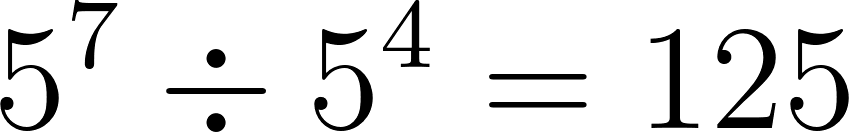 5⁷ ÷ 5⁴ = 125